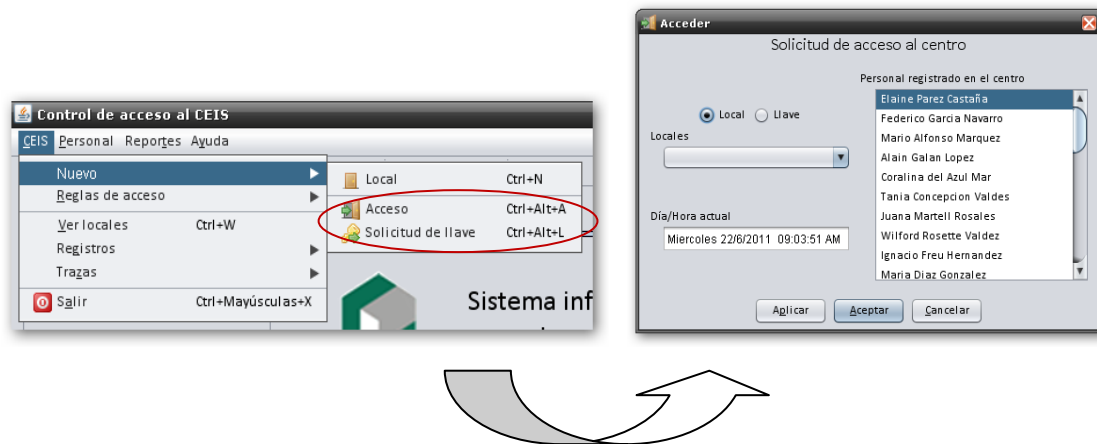 Control de acceso al CEIS
CEIS Personal Reportes Ayuda
Nuevo
Reglas de acceso
Ver locales Ctrl+W
Registros
Trazas
Salir Ctrl+Mayúsculas+X
Local Ctrl+N
Acceso Ctrl+Alt+A
Solicitud de llave Ctrl+Alt+L
Sistema inf
Acceder
Solicitud de acceso al centro
Personal registrado en el centro
Local Llave
Locales
Día/Hora actual
Miercoles 22/6/2011 09:03:51 AM
Elaine Parez Castaña
Federico Garcia Navarro
Mario Alfonso Marquez
Alain Galan Lopez
Coralina del Azul Mar
Tania Concepcion Valdes
Juana Martell Rosales
Wilford Rosette Valdez
Ignacio Freu Hernandez
Maria Diaz Gonzalez
Aplicar Aceptar Cancelar